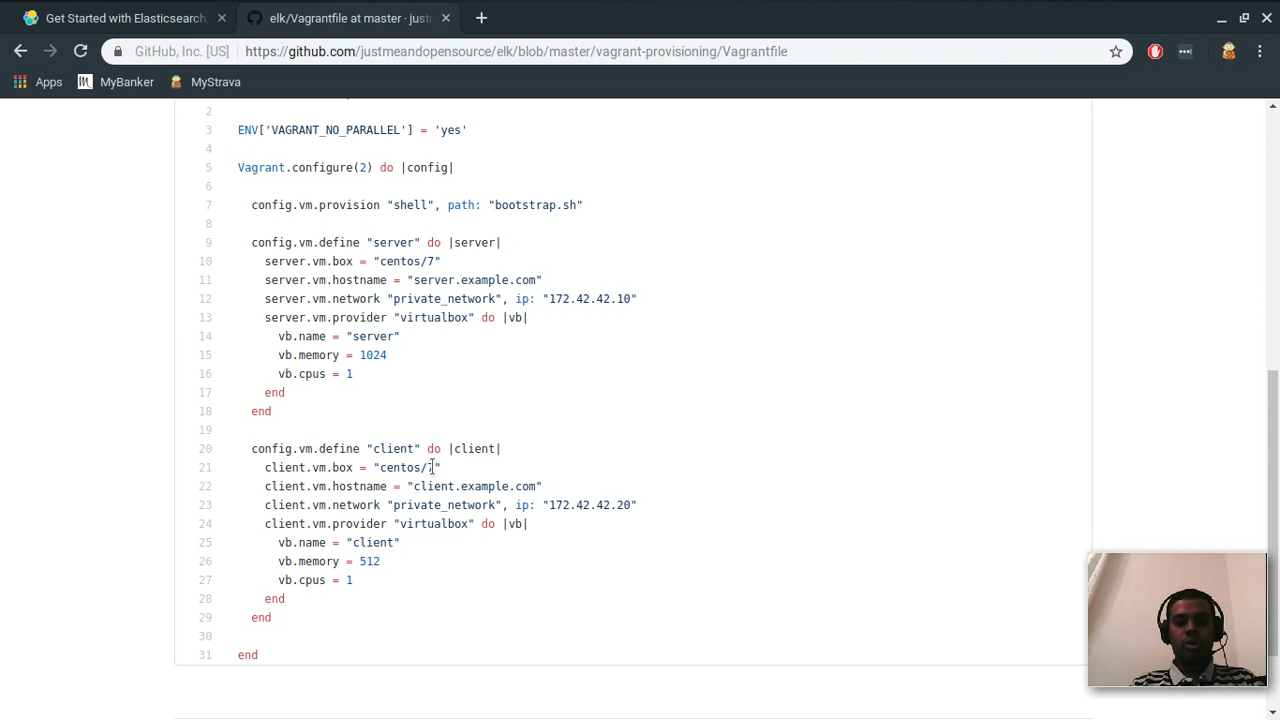 Get Started with Elasticsearch,
elk/Vagrantfile at master · justm
GitHub, Inc. [US]
https://github.com/justmeandopensource/elk/blob/master/vagrant-provisioning/Vagrantfile
Apps
MyBanker
MyStrava
2
3 ENV['VAGRANT_NO_PARALLEL'] = 'yes'
4
5 Vagrant.configure(2) do |config|
6
7 config.vm.provision "shell", path: "bootstrap.sh"
8
9 config.vm.define "server" do |server|
10 server.vm.box = "centos/7"
11 server.vm.hostname = "server.example.com"
12 server.vm.network "private_network", ip: "172.42.42.10"
13 server.vm.provider "virtualbox" do |vb|
14 vb.name = "server"
15 vb.memory = 1024
16 vb.cpus = 1
17 end
18 end
19
20 config.vm.define "client" do |client|
21 client.vm.box = "centos/7"
22 client.vm.hostname = "client.example.com"
23 client.vm.network "private_network", ip: "172.42.42.20"
24 client.vm.provider "virtualbox" do |vb|
25 vb.name = "client"
26 vb.memory = 512
27 vb.cpus = 1
28 end
29 end
30
31 end